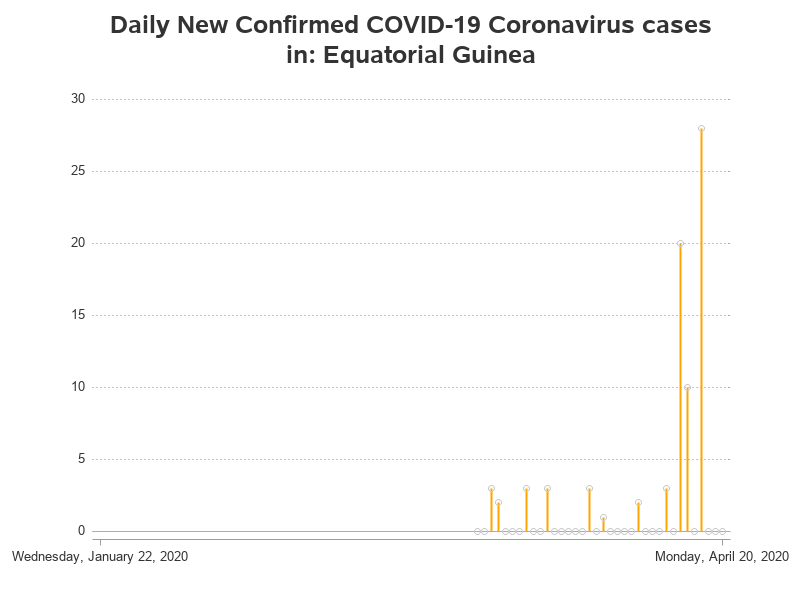 Daily New Confirmed COVID-19 Coronavirus cases
in: Equatorial Guinea
30
25
20
15
10
5
0
Wednesday, January 22, 2020
Monday, April 20, 2020